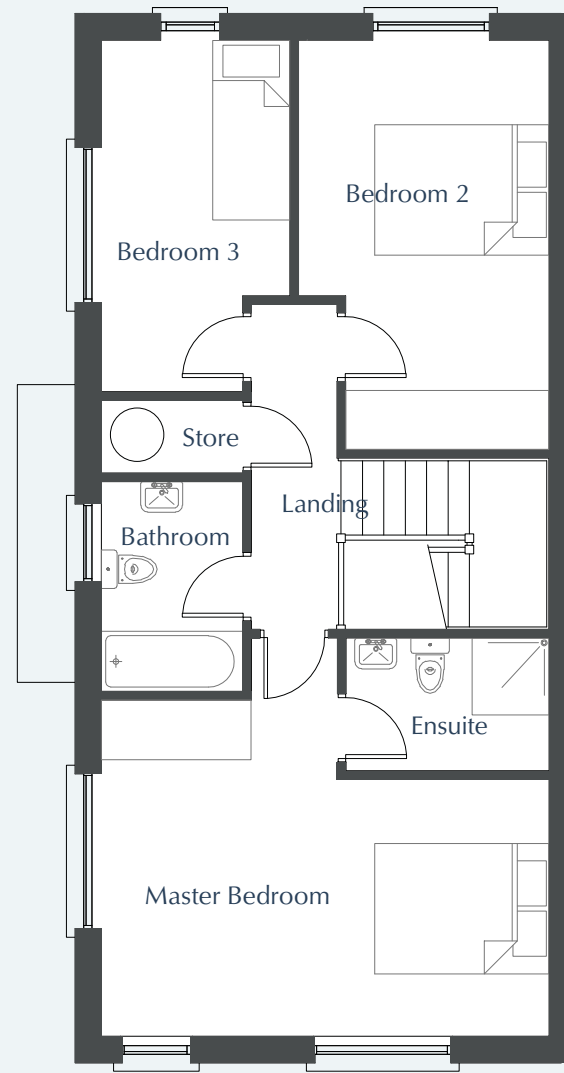 Bedroom 2
Bedroom 3
Store
Landing
Bathroom
Ensuite
Master Bedroom